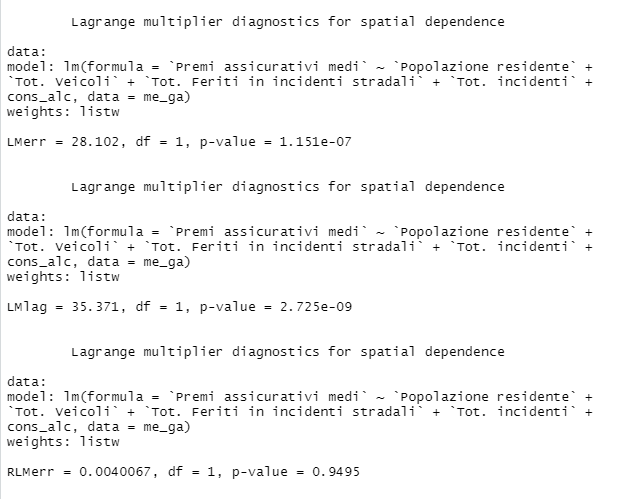 Lagrange multiplier diagnostics for spatial dependence
data:
model: lm(formula = `Premi assicurativi medi` ~ `Popolazione residente` +
`Tot. Veicoli` + `Tot. Feriti in incidenti stradali` + `Tot. incidenti` +
cons_alc, data = me_ga)
weights: listw
LMerr = 28.102, df = 1, p-value = 1.151e-07
Lagrange multiplier diagnostics for spatial dependence
data:
model: lm(formula = `Premi assicurativi medi` ~ `Popolazione residente` +
`Tot. Veicoli` + `Tot. Feriti in incidenti stradali` + `Tot. incidenti` +
cons_alc, data = me_ga)
weights: listw
LMlag = 35.371, df = 1, p-value = 2.725e-09
Lagrange multiplier diagnostics for spatial dependence
data:
model: lm(formula = `Premi assicurativi medi` ~ `Popolazione residente` +
`Tot. Veicoli` + `Tot. Feriti in incidenti stradali` + `Tot. incidenti` +
cons_alc, data = me_ga)
weights: listw
RLMerr = 0.0040067, df = 1, p-value = 0.9495